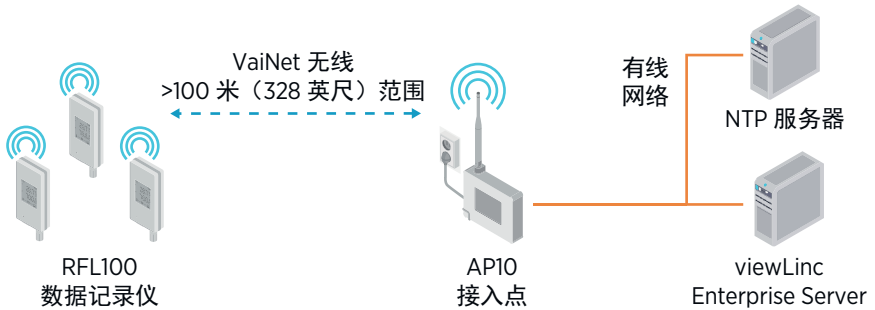 VaiNet 无线
>100 米（328 英尺）范围
有线
网络
NTP 服务器
RFL100
数据记录仪
AP10
接入点
viewLinc
Enterprise Server